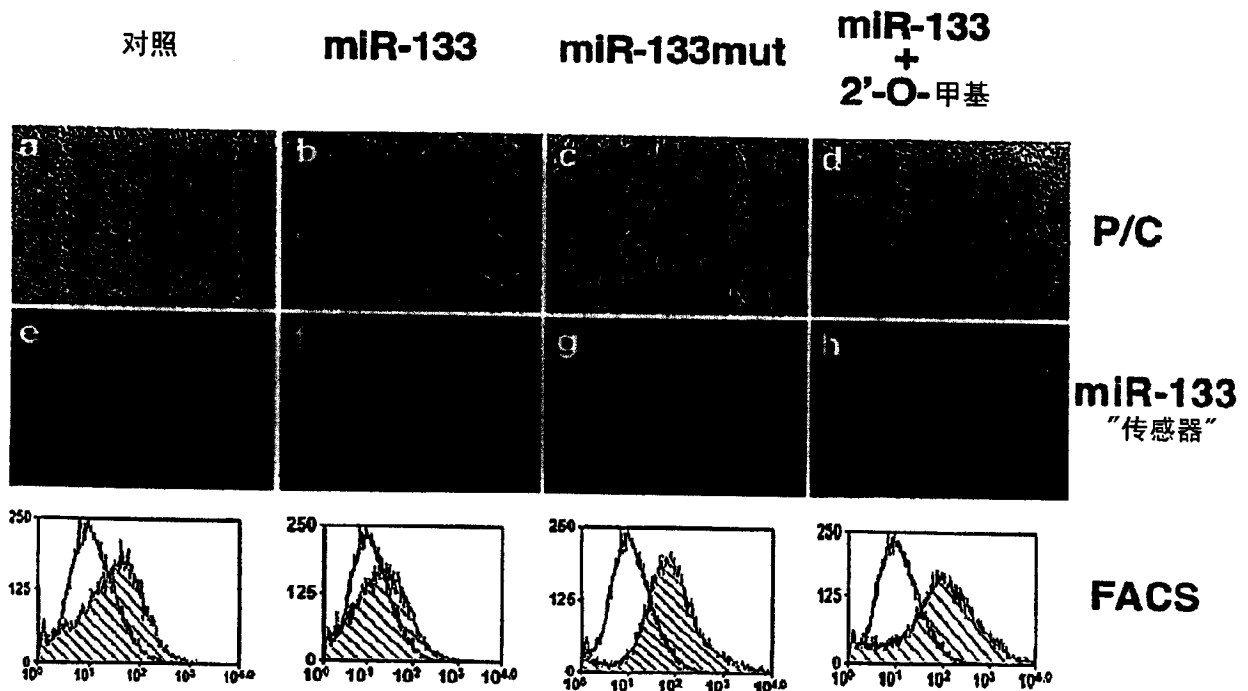 对照
miR-133
miR-133mut
miR-133
+
2'-O-甲基
a
b
c
d
P/C
e
f
g
h
miR-133
"传感器"
250
125
0
10⁰ 10¹ 10² 10³ 10⁴·⁰
250
125
0
10⁰ 10¹ 10² 10³ 10⁴·⁰
250
126
0
10⁰ 10¹ 10² 10³ 10⁴·⁰
250
125
0
10⁰ 10¹ 10² 10³ 10⁴·⁰
FACS